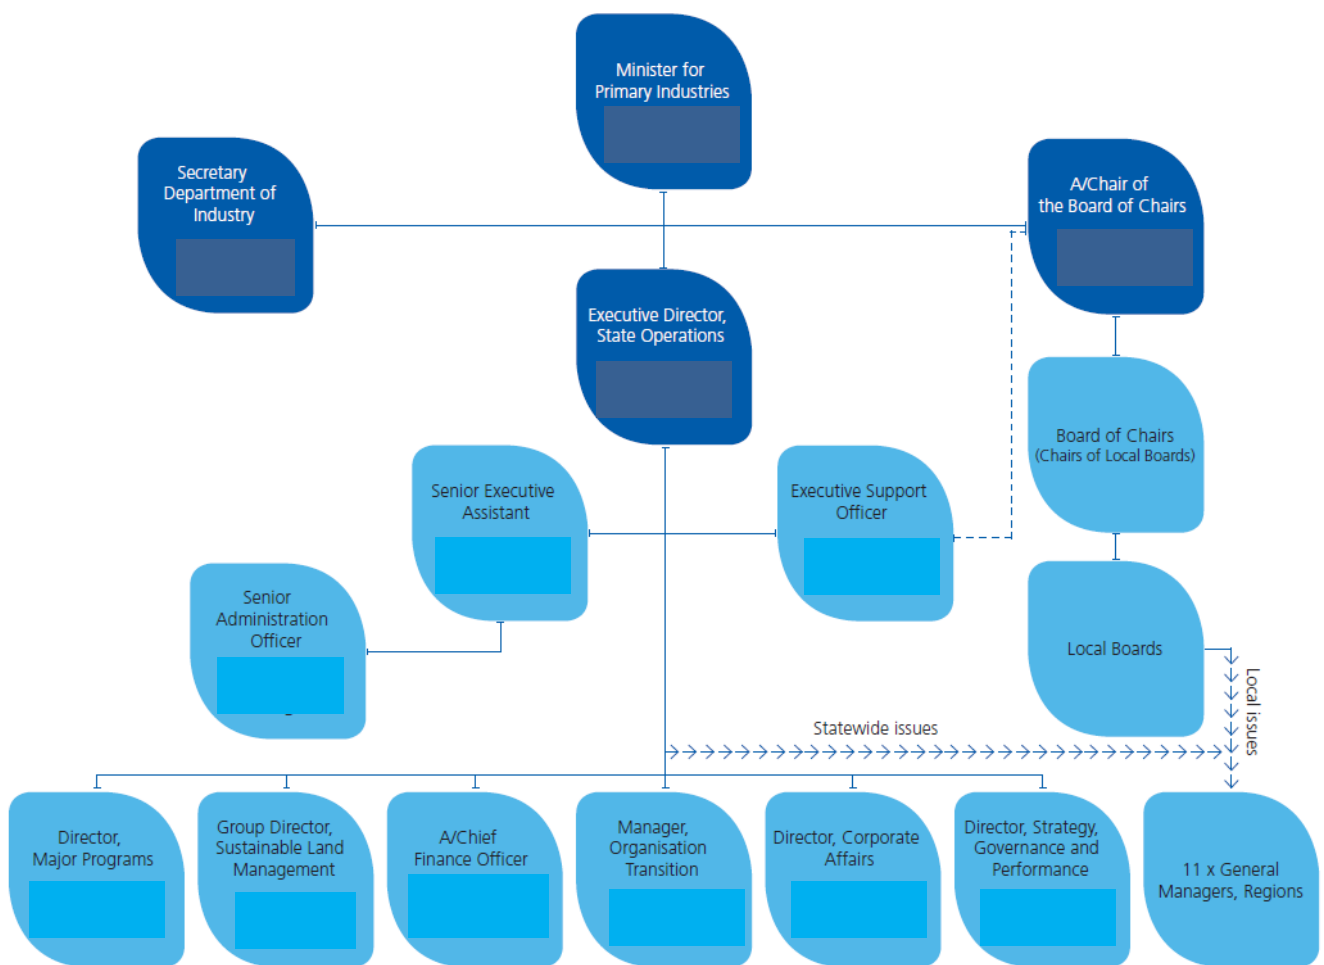 Minister for
Primary Industries
Secretary
Department of
Industry
A/Chair of
the Board of Chairs
Executive Director,
State Operations
Board of Chairs
(Chairs of Local Boards)
Senior Executive
Assistant
Executive Support
Officer
Senior
Administration
Officer
Local Boards
Local issues
Statewide issues
Director,
Major Programs
Group Director,
Sustainable Land
Management
A/Chief
Finance Officer
Manager,
Organisation
Transition
Director, Corporate
Affairs
Director, Strategy,
Governance and
Performance
11 x General
Managers, Regions